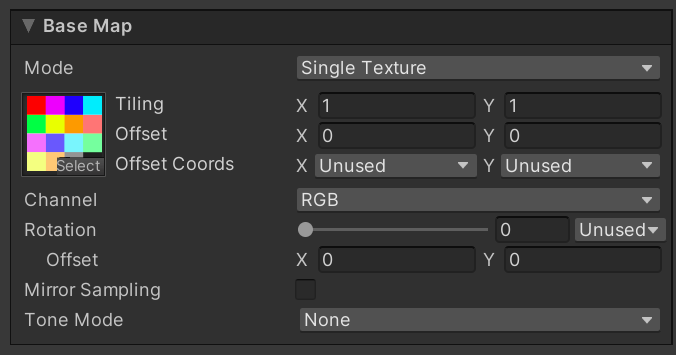 Base Map
Mode Single Texture
Tiling X 1 Y 1
Offset X 0 Y 0
Select Offset Coords X Unused Y Unused
Channel RGB
Rotation 0 Unused
Offset X 0 Y 0
Mirror Sampling
Tone Mode None